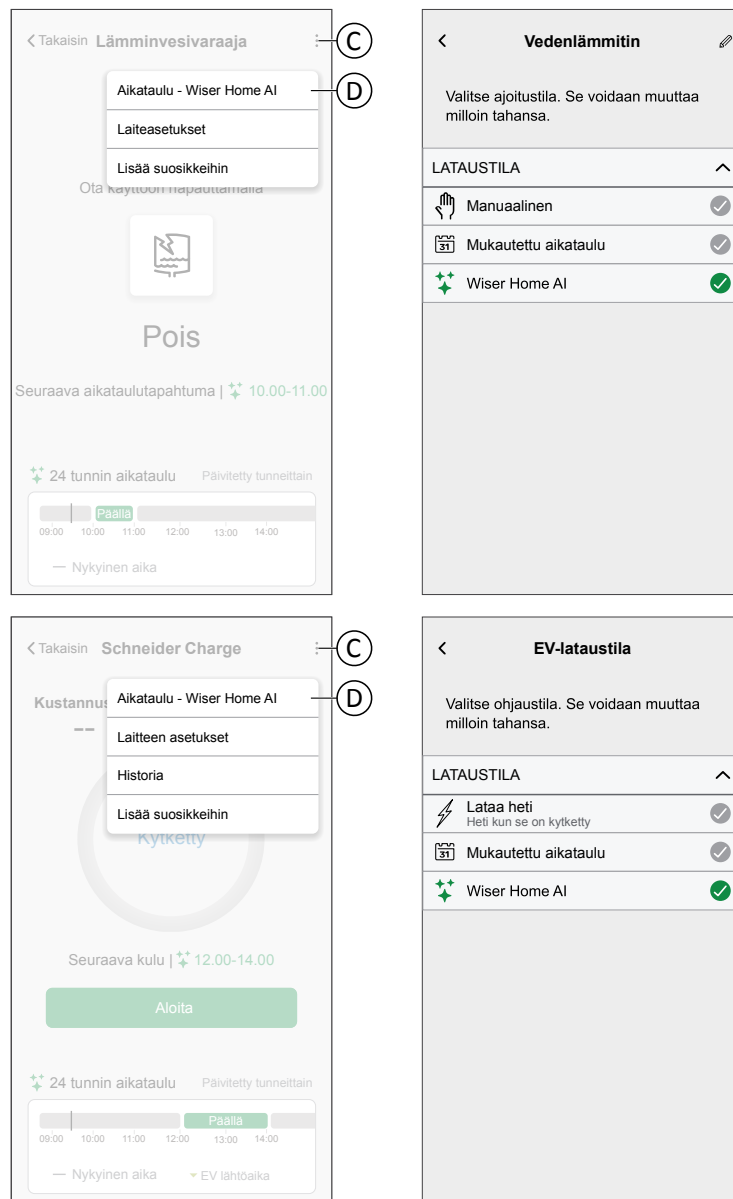 Takaisin Lämminvesivaraaja
C
Aikataulu - Wiser Home AI
D
Laiteasetukset
Lisää suosikkeihin
Ota käyttöön napauttamalla
Pois
Seuraava aikataulutapahtuma | 10.00-11.00
24 tunnin aikataulu Päivitetty tunneittain
Päällä
09:00 10:00 11:00 12:00 13:00 14:00
Nykyinen aika
Vedenlämmitin
Valitse ajoitustila. Se voidaan muuttaa
milloin tahansa.
LATAUSTILA
Manuaalinen
31 Mukautettu aikataulu
Wiser Home AI
Takaisin Schneider Charge
C
Kustannus
--
Aikataulu - Wiser Home AI
D
Laitteen asetukset
Historia
Lisää suosikkeihin
Kytketty
Seuraava kulu | 12.00-14.00
Aloita
24 tunnin aikataulu Päivitetty tunneittain
Päällä
09:00 10:00 11:00 12:00 13:00 14:00
Nykyinen aika EV lähtöaika
EV-lataustila
Valitse ohjaustila. Se voidaan muuttaa
milloin tahansa.
LATAUSTILA
Lataa heti
Heti kun se on kytketty
31 Mukautettu aikataulu
Wiser Home AI